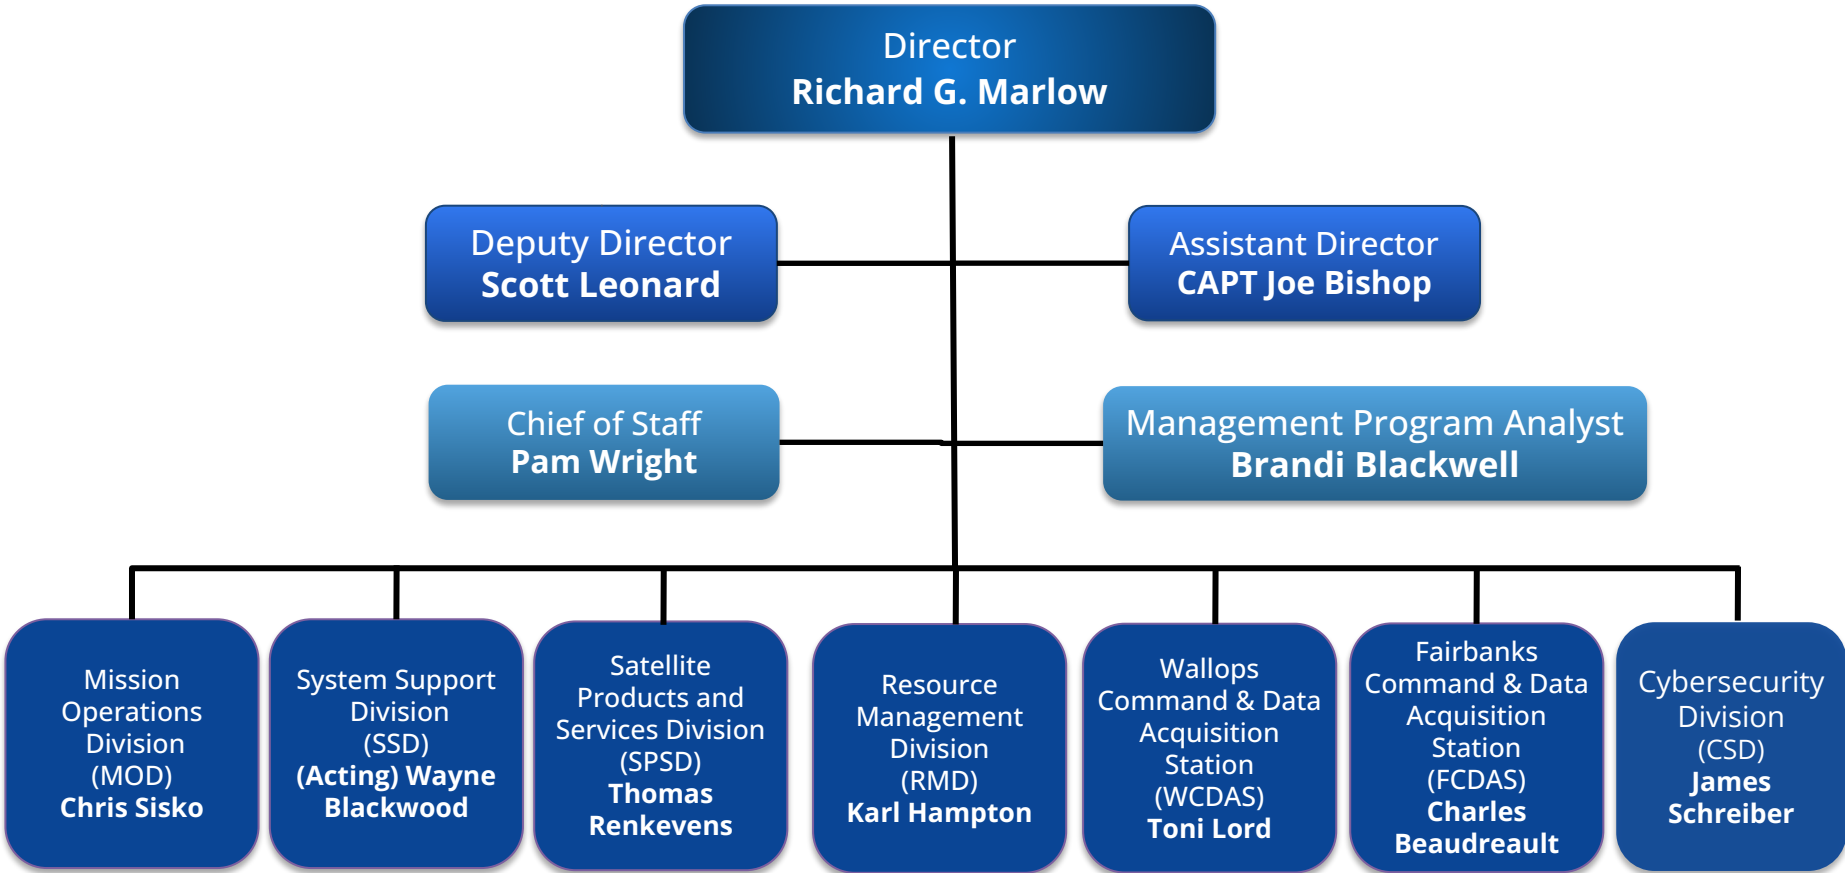 Director
Richard G. Marlow
Deputy Director
Scott Leonard
Assistant Director
CAPT Joe Bishop
Chief of Staff
Pam Wright
Management Program Analyst
Brandi Blackwell
Mission
Operations
Division
(MOD)
Chris Sisko
System Support
Division
(SSD)
(Acting) Wayne
Blackwood
Satellite
Products and
Services Division
(SPSD)
Thomas
Renkevens
Resource
Management
Division
(RMD)
Karl Hampton
Wallops
Command & Data
Acquisition
Station
(WCDAS)
Toni Lord
Fairbanks
Command & Data
Acquisition
Station
(FCDAS)
Charles
Beaudreault
Cybersecurity
Division
(CSD)
James
Schreiber